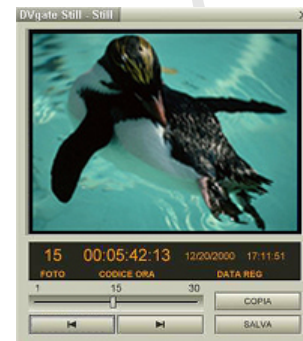 DVgate Still - Still
15 00:05:42:13 12/20/2000 17:11:51
FOTO CODICE ORA DATA REG
1 15 30
COPIA
SALVA